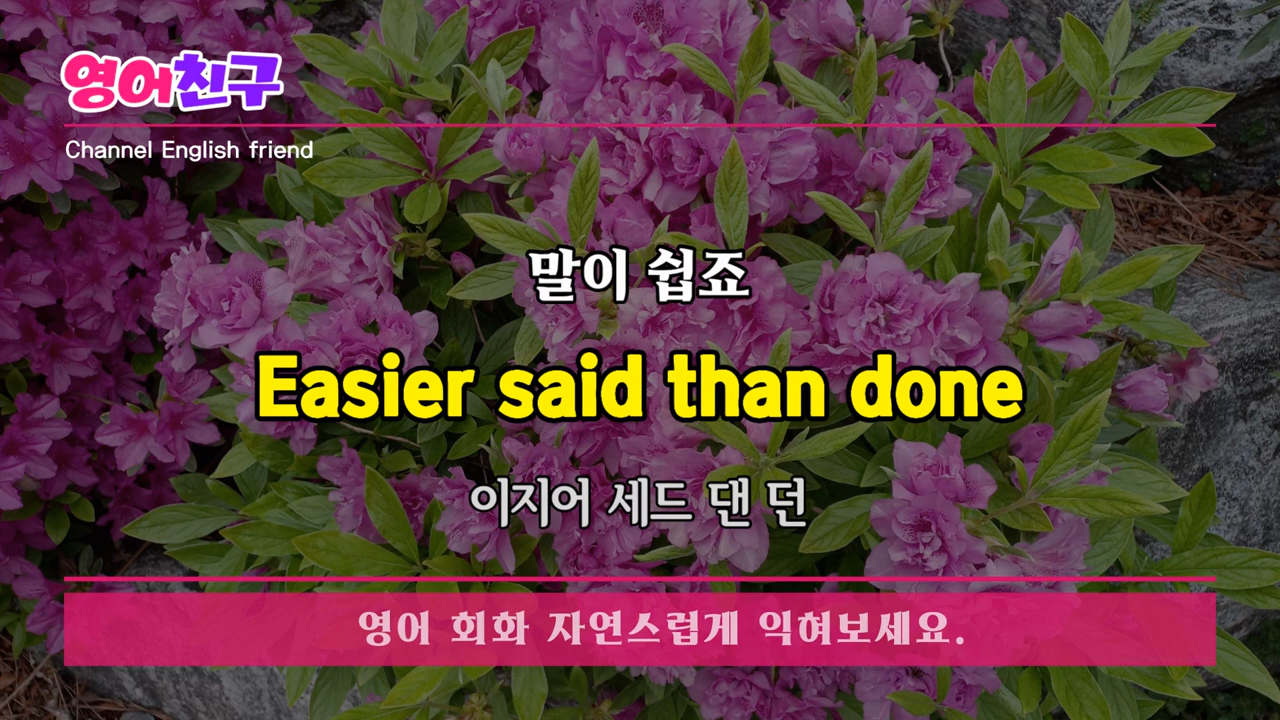 영어친구
Channel English friend
말이 쉽죠
Easier said than done
이지어 세드 댄 던
영어 회화 자연스럽게 익혀보세요.